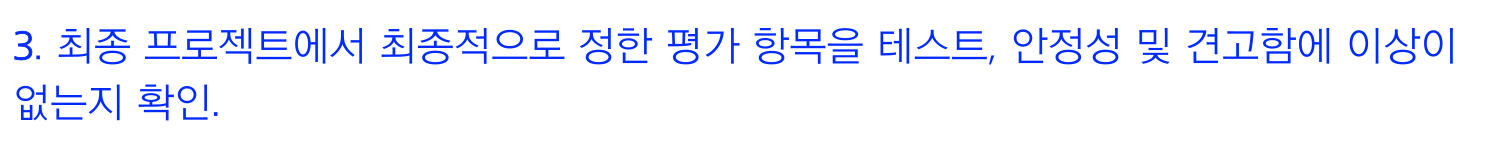 3. 최종 프로젝트에서 최종적으로 정한 평가 항목을 테스트, 안정성 및 견고함에 이상이
없는지 확인.